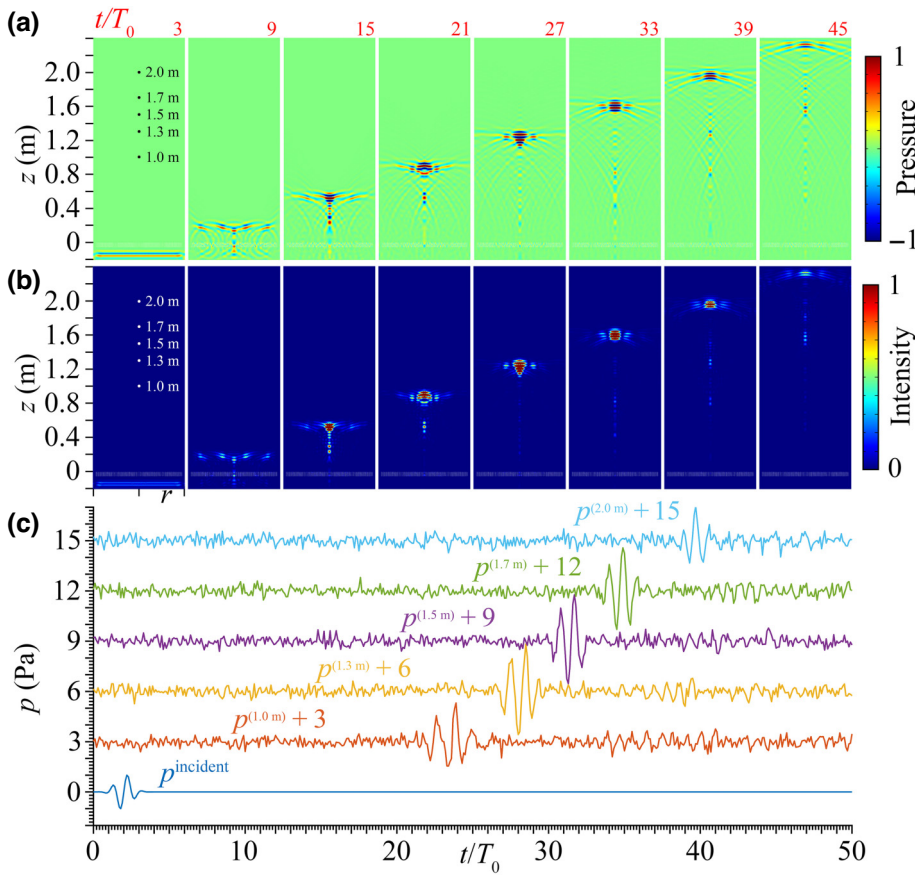 (a)
t/T0 3 9 15 21 27 33 39 45
2.0
1.6
1.2
0.8
0.4
0
z (m)
2.0 m
1.7 m
1.5 m
1.3 m
1.0 m
1
−1
Pressure
(b)
2.0
1.6
1.2
0.8
0.4
0
z (m)
2.0 m
1.7 m
1.5 m
1.3 m
1.0 m
r
1
0
Intensity
(c)
15
12
9
6
3
0
p (Pa)
p(2.0 m) + 15
p(1.7 m) + 12
p(1.5 m) + 9
p(1.3 m) + 6
p(1.0 m) + 3
pincident
0 10 20 30 40 50
t/T0